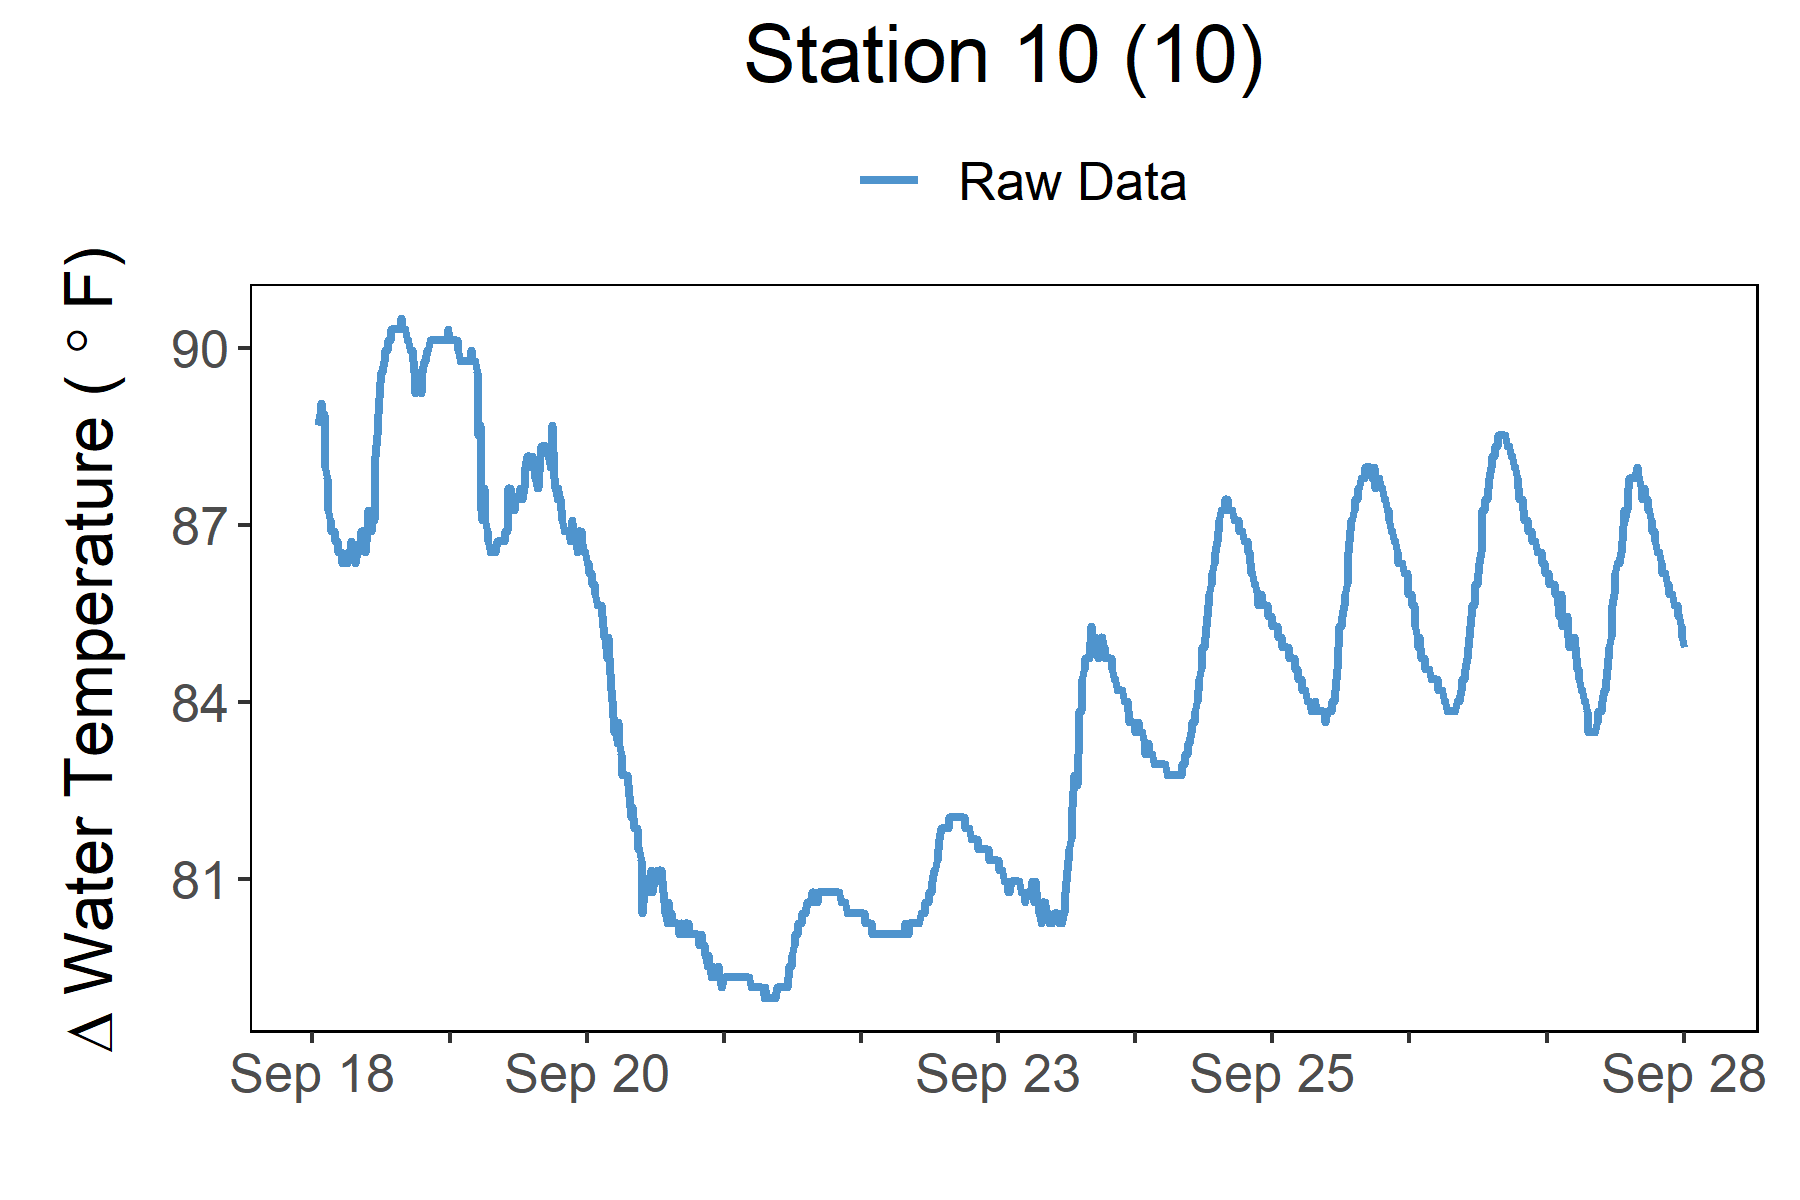 Station 10 (10)
Raw Data
Δ Water Temperature ( ° F)
90
87
84
81
Sep 18
Sep 20
Sep 23
Sep 25
Sep 28